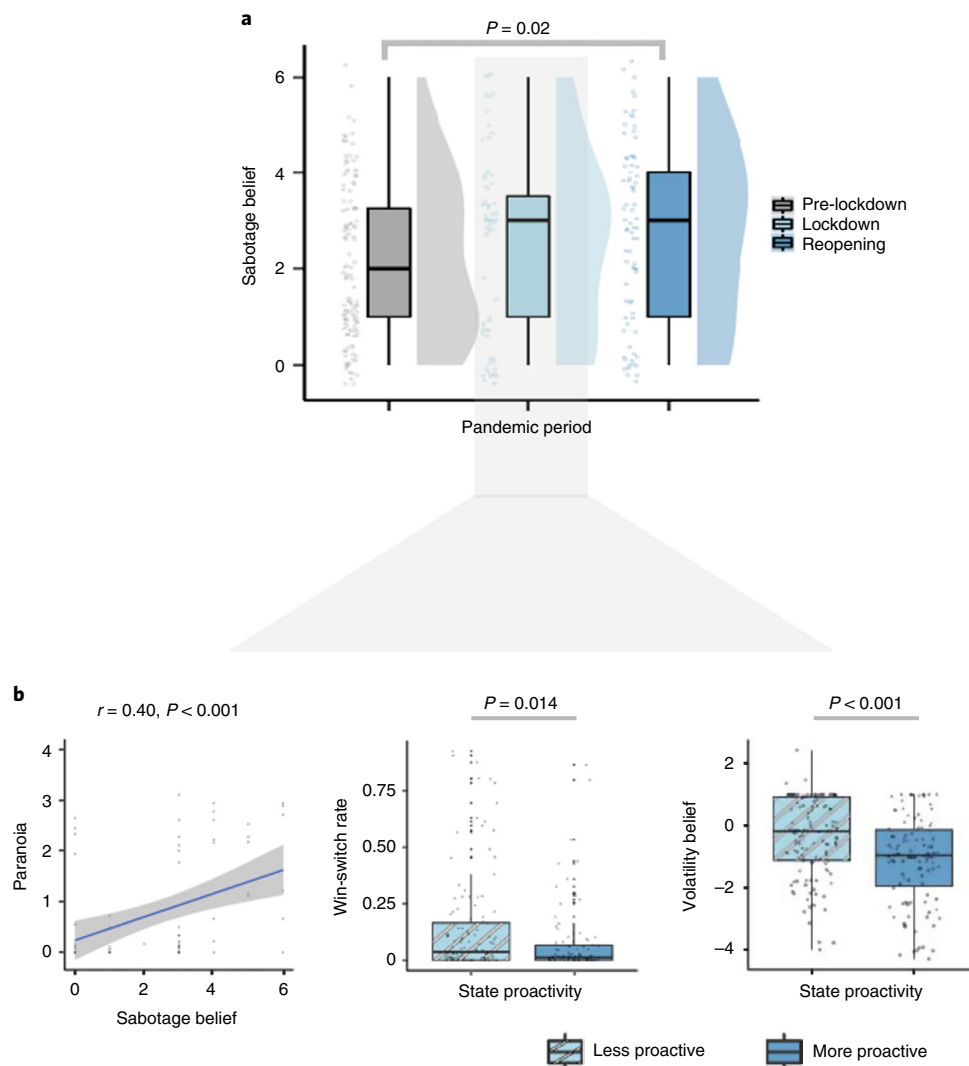 a
P = 0.02
6
4
2
0
Sabotage belief
Pandemic period
Pre-lockdown
Lockdown
Reopening
b
r = 0.40, P < 0.001
4
3
2
1
0
Paranoia
0 2 4 6
Sabotage belief
P = 0.014
0.75
0.50
0.25
0
Win-switch rate
State proactivity
P < 0.001
2
0
−2
−4
Volatility belief
State proactivity
Less proactive
More proactive